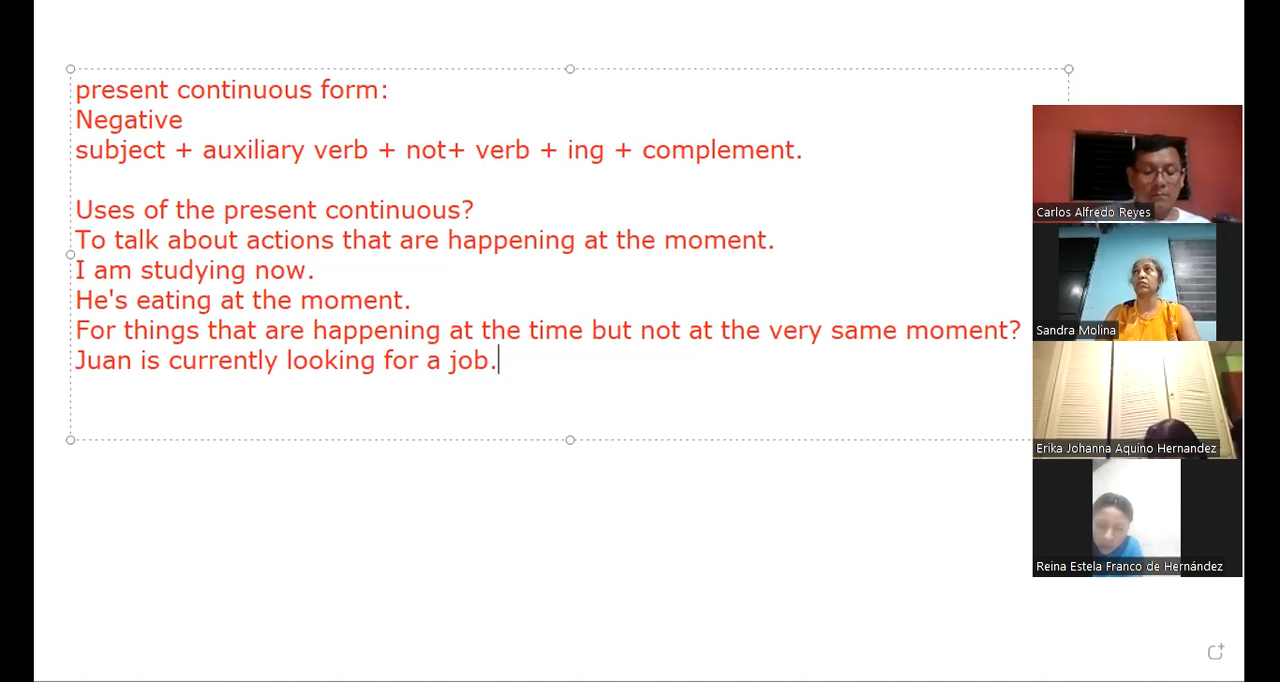 present continuous form:
Negative
subject + auxiliary verb + not+ verb + ing + complement.
Uses of the present continuous?
To talk about actions that are happening at the moment.
I am studying now.
He's eating at the moment.
For things that are happening at the time but not at the very same moment?
Juan is currently looking for a job.
Carlos Alfredo Reyes
Sandra Molina
Erika Johanna Aquino Hernandez
Reina Estela Franco de Hernández